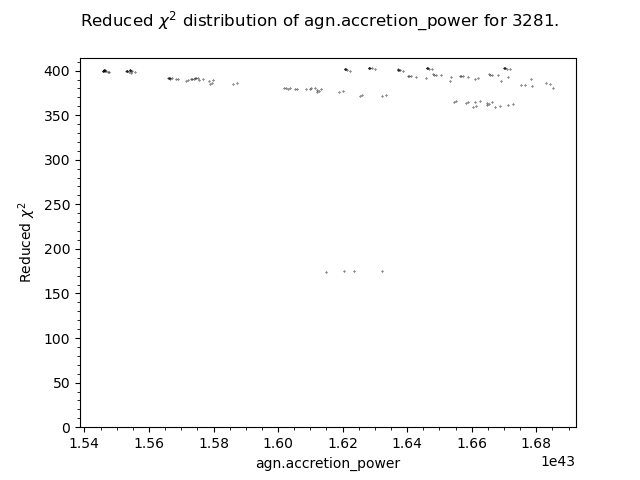 Reduced χ² distribution of agn.accretion_power for 3281.
400
350
300
250
200
150
100
50
0
Reduced χ²
1.54 1.56 1.58 1.60 1.62 1.64 1.66 1.68
1e43
agn.accretion_power